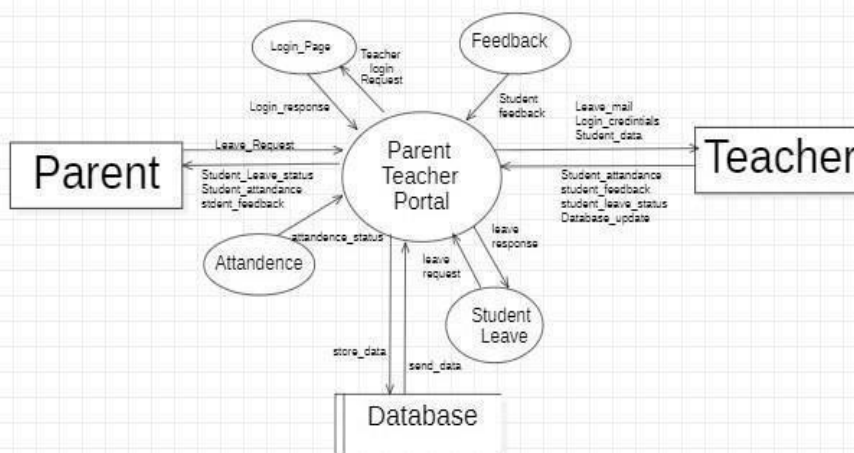 Login_Page
Teacher
login
Request
Feedback
Login_response
Student
feedback
Leave_mail
Login_credintials
Student_data
Parent
Leave_Request
Parent
Teacher
Portal
Teacher
Student_Leave_status
Student_attandance
stdent_feedback
Student_attandance
student_feedback
student_leave_status
Database_update
attandence_status
Attandence
leave
response
leave
request
Student
Leave
store_data
send_data
Database